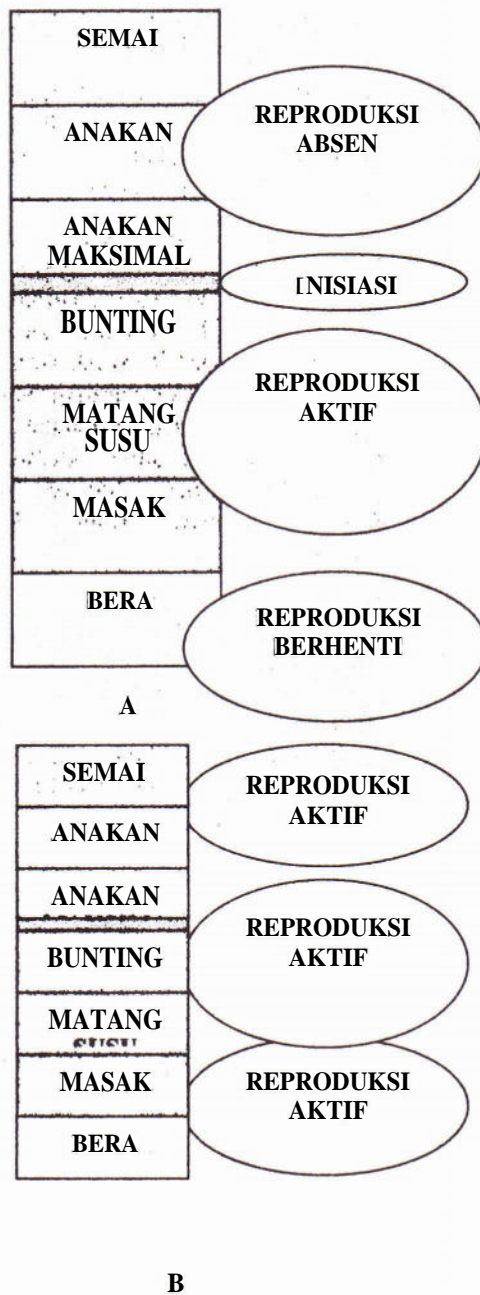 SEMAI
ANAKAN
ANAKAN
MAKSIMAL
BUNTING
MATANG
SUSU
MASAK
BERA
REPRODUKSI
ABSEN
INISIASI
REPRODUKSI
AKTIF
REPRODUKSI
BERHENTI
A
SEMAI
ANAKAN
ANAKAN
BUNTING
MATANG
SUSU
MASAK
BERA
REPRODUKSI
AKTIF
REPRODUKSI
AKTIF
REPRODUKSI
AKTIF
B